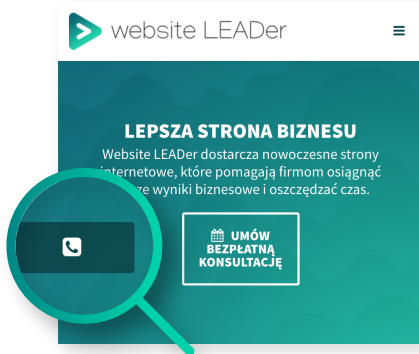 website LEADer
LEPSZA STRONA BIZNESU
Website LEADer dostarcza nowoczesne strony
internetowe, które pomagają firmom osiągnąć
wyniki biznesowe i oszczędzać czas.
UMÓW
BEZPŁATNĄ
KONSULTACJĘ